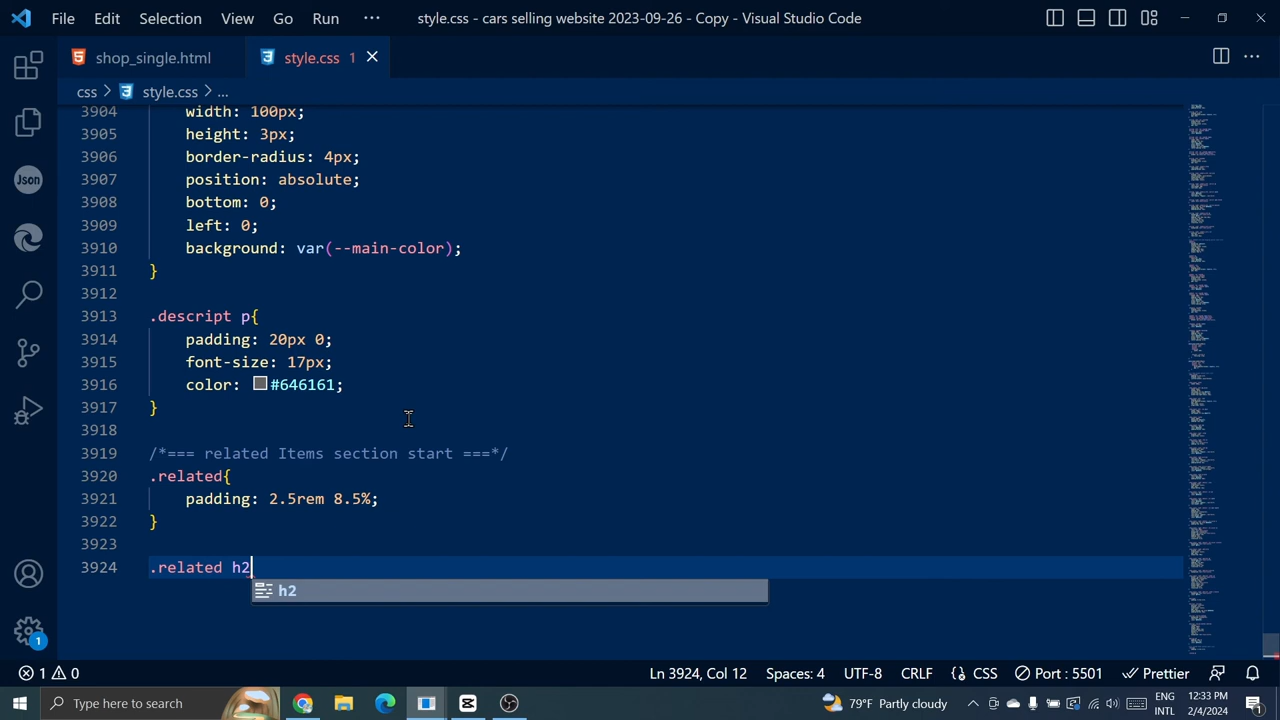 File Edit Selection View Go Run ··· style.css - cars selling website 2023-09-26 - Copy - Visual Studio Code
shop_single.html style.css 1
css > style.css > ...
3904 width: 100px;
3905 height: 3px;
3906 border-radius: 4px;
3907 position: absolute;
3908 bottom: 0;
3909 left: 0;
3910 background: var(--main-color);
3911 }
3912
3913 .descript p{
3914 padding: 20px 0;
3915 font-size: 17px;
3916 color: #646161;
3917 }
3918
3919 /*=== related Items section start ===*/
3920 .related{
3921 padding: 2.5rem 8.5%;
3922 }
3923
3924 .related h2
h2
Json
1
1 0 Ln 3924, Col 12 Spaces: 4 UTF-8 CRLF {} CSS Port : 5501 Prettier
Type here to search 79°F Partly cloudy ENG INTL 12:33 PM 2/4/2024 1